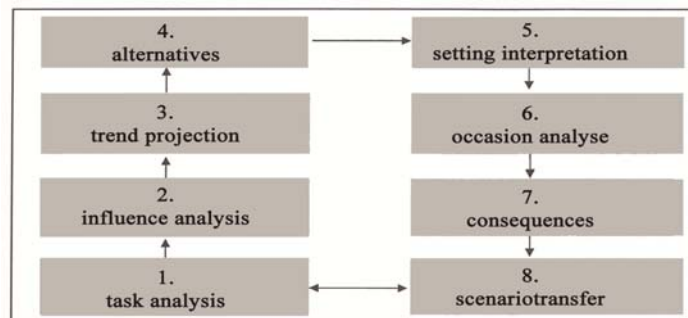 4.
alternatives
5.
setting interpretation
3.
trend projection
6.
occasion analyse
2.
influence analysis
7.
consequences
1.
task analysis
8.
scenariotransfer